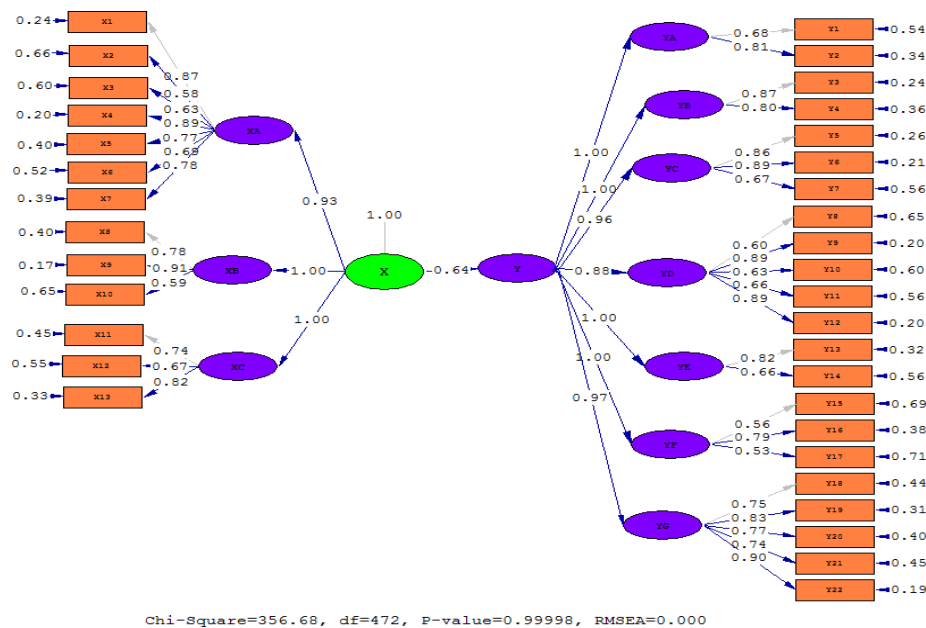 0.24 X1
0.66 X2
0.60 X3
0.20 X4
0.40 X5
0.52 X6
0.39 X7
0.40 X8
0.17 X9
0.65 X10
0.45 X11
0.55 X12
0.33 X13
0.87
0.58
0.63
0.89
0.77
0.69
0.78
XA
0.78
0.91
0.59
XB
0.74
0.67
0.82
XC
0.93
1.00
1.00
1.00
X
0.64
Y
1.00
1.00
0.96
0.88
1.00
1.00
0.97
YA
0.68
0.81
YB
0.87
0.80
YC
0.86
0.89
0.67
YD
0.60
0.89
0.63
0.66
0.89
YE
0.82
0.66
YF
0.56
0.79
0.53
YG
0.75
0.83
0.77
0.74
0.90
Y1 0.54
Y2 0.34
Y3 0.24
Y4 0.36
Y5 0.26
Y6 0.21
Y7 0.56
Y8 0.65
Y9 0.20
Y10 0.60
Y11 0.56
Y12 0.20
Y13 0.32
Y14 0.56
Y15 0.69
Y16 0.38
Y17 0.71
Y18 0.44
Y19 0.31
Y20 0.40
Y21 0.45
Y22 0.19
Chi-Square=356.68, df=472, P-value=0.99998, RMSEA=0.000